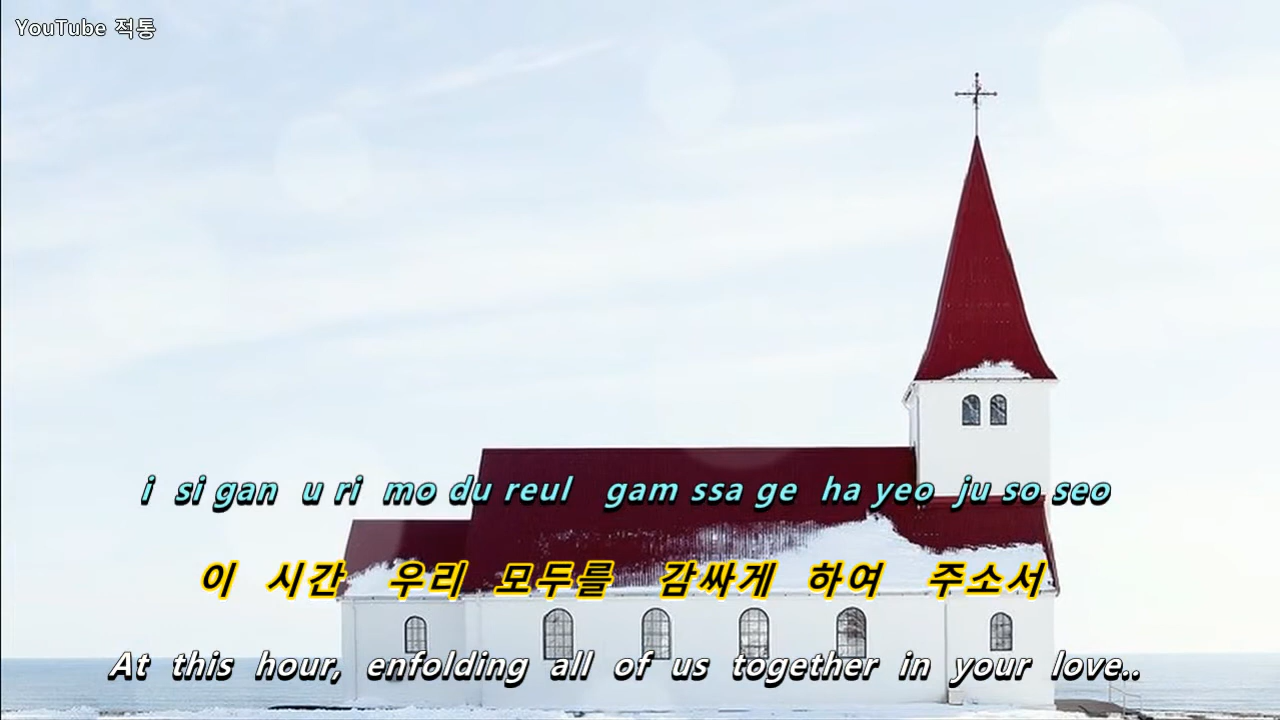 YouTube 적통
i si gan u ri mo du reul gam ssa ge ha yeo ju so seo
이 시간 우리 모두를 감싸게 하여 주소서
At this hour, enfolding all of us together in your love..